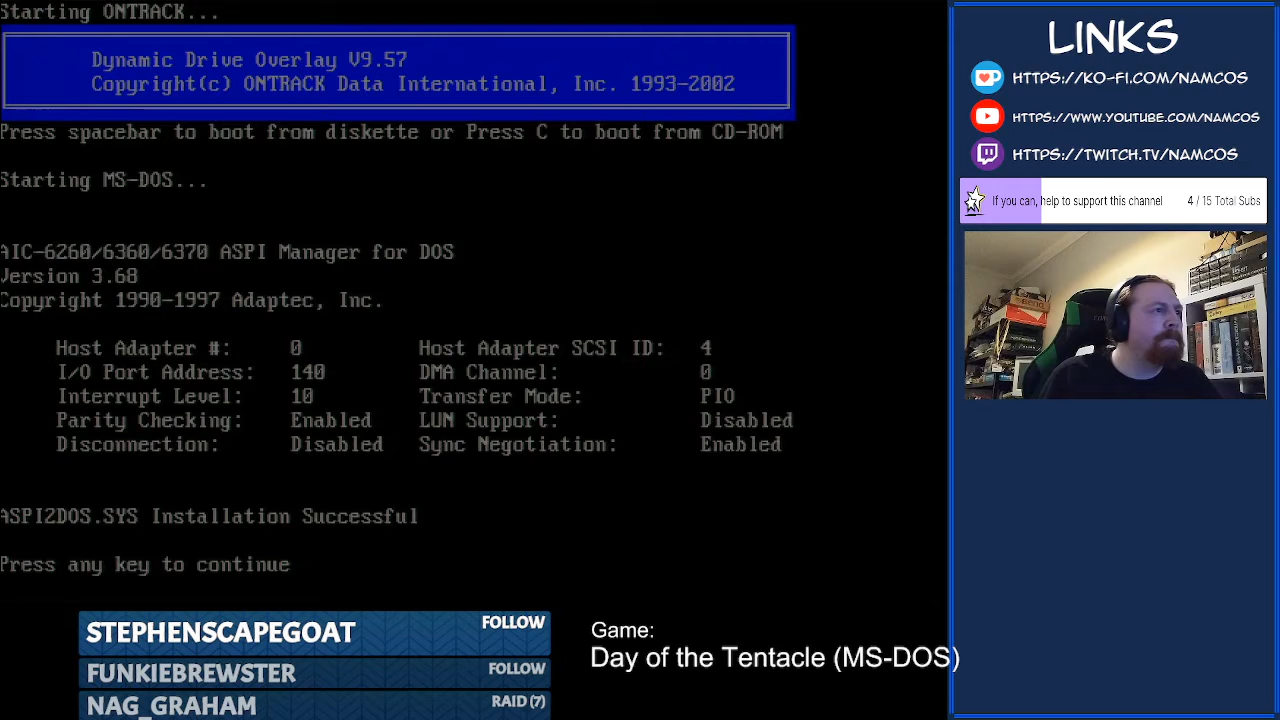 Starting ONTRACK...
Dynamic Drive Overlay V9.57
Copyright(c) ONTRACK Data International, Inc. 1993-2002
Press spacebar to boot from diskette or Press C to boot from CD-ROM
Starting MS-DOS...
AIC-6260/6360/6370 ASPI Manager for DOS
Version 3.68
Copyright 1990-1997 Adaptec, Inc.
Host Adapter #: 0 Host Adapter SCSI ID: 4
I/O Port Address: 140 DMA Channel: 0
Interrupt Level: 10 Transfer Mode: PIO
Parity Checking: Enabled LUN Support: Disabled
Disconnection: Disabled Sync Negotiation: Enabled
ASPI2DOS.SYS Installation Successful
Press any key to continue
STEPHENSCAPEGOAT FOLLOW
FUNKIEBREWSTER FOLLOW
NAG_GRAHAM RAID (7)
Game:
Day of the Tentacle (MS-DOS)
LINKS
HTTPS://KO-FI.COM/NAMCOS
HTTPS://WWW.YOUTUBE.COM/NAMCOS
HTTPS://TWITCH.TV/NAMCOS
If you can, help to support this channel 4 / 15 Total Subs